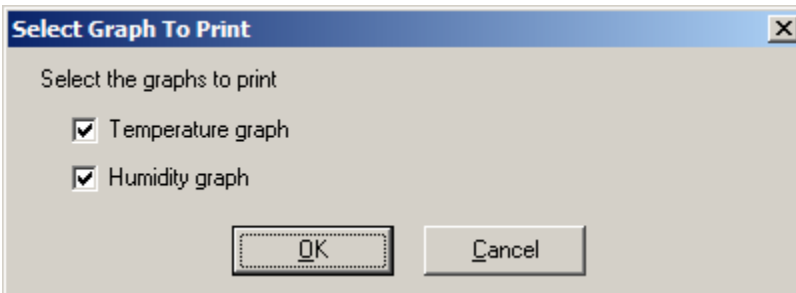 Select Graph To Print
Select the graphs to print
Temperature graph
Humidity graph
OK
Cancel